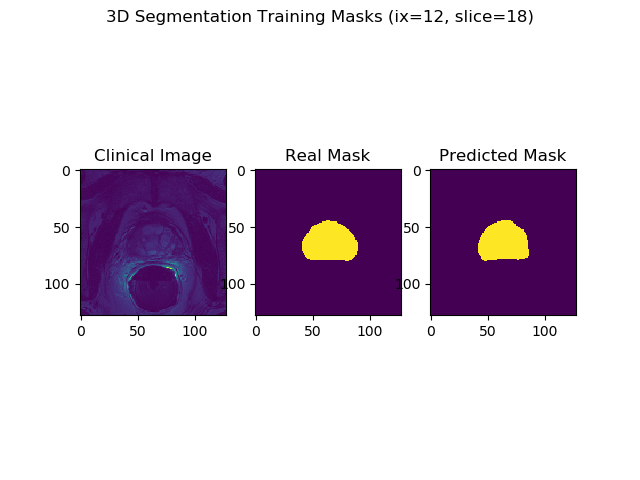 3D Segmentation Training Masks (ix=12, slice=18)
Clinical Image Real Mask Predicted Mask
0 0 0
50 50 50
100 100 100
0 50 100 0 50 100 0 50 100